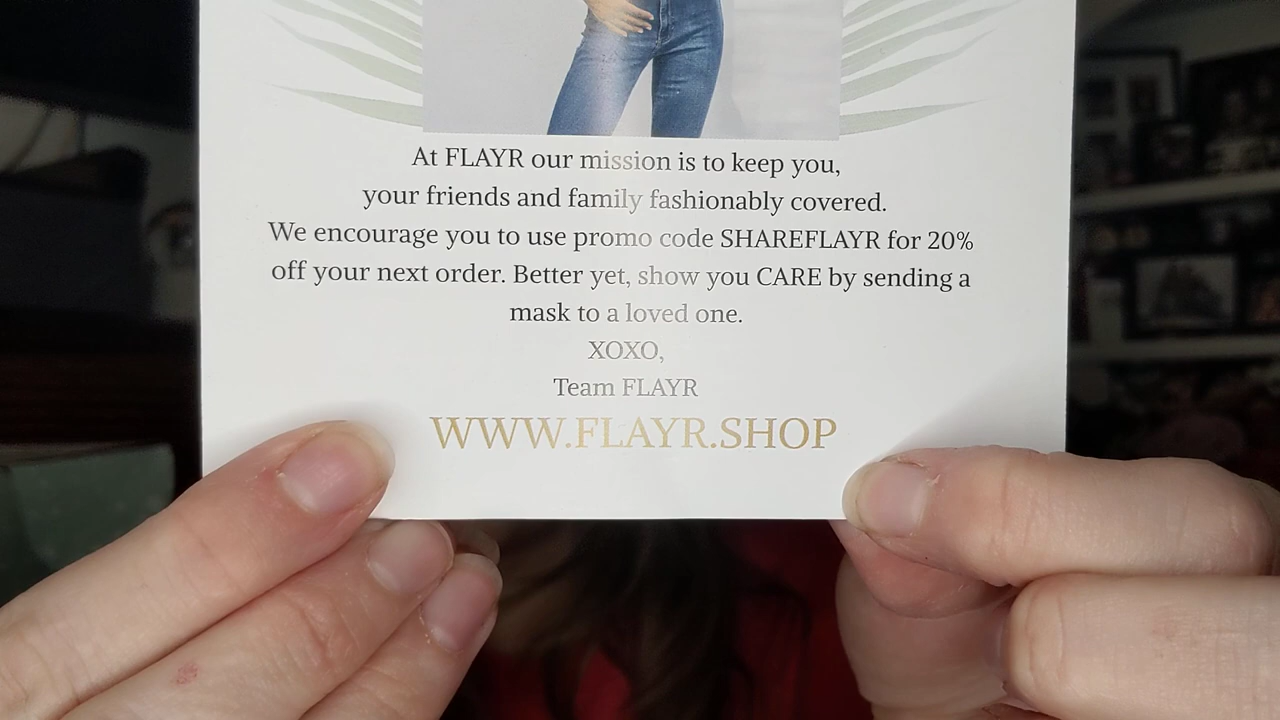 At FLAYR our mission is to keep you,
your friends and family fashionably covered.
We encourage you to use promo code SHAREFLAYR for 20%
off your next order. Better yet, show you CARE by sending a
mask to a loved one.
XOXO,
Team FLAYR
WWW.FLAYR.SHOP